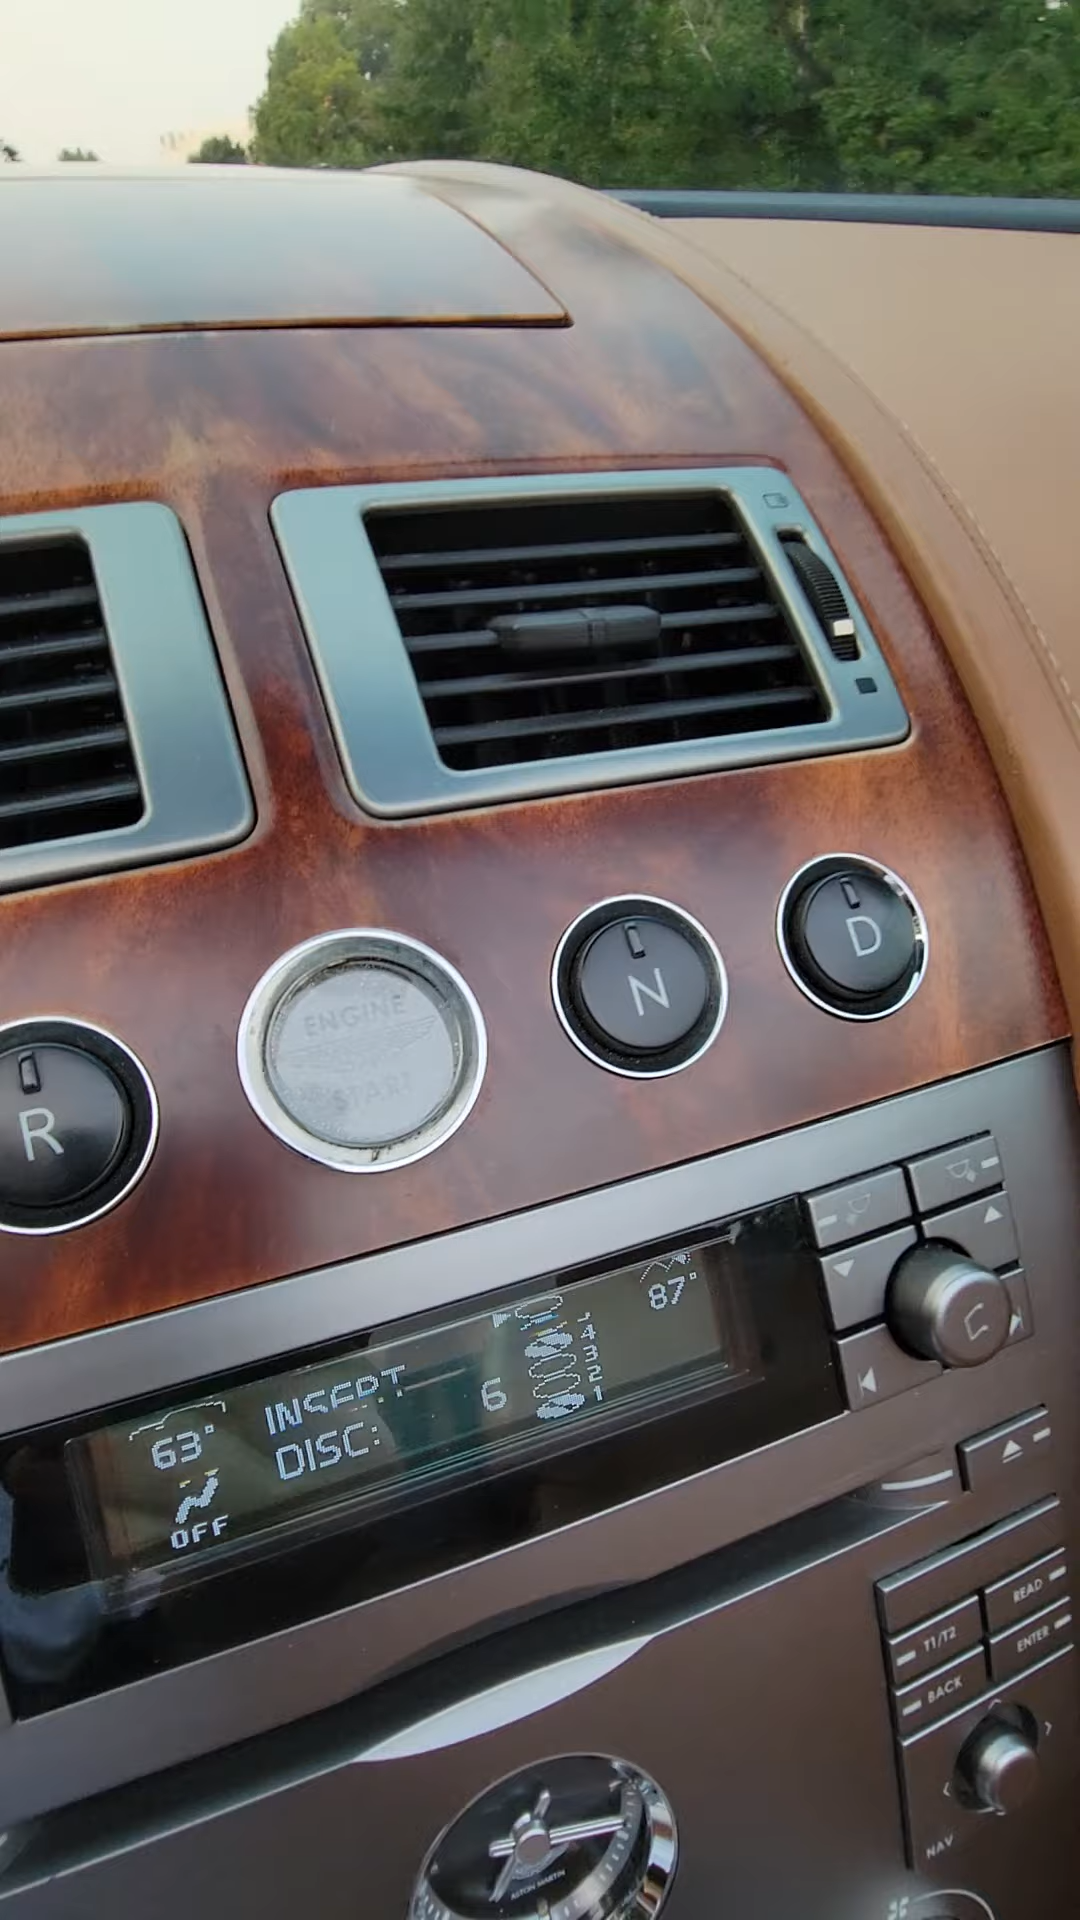 ENGINE
START
R
N
D
63°
OFF
INSERT
DISC:
6
4
3
2
1
87°
READ
T1/T2
ENTER
BACK
NAV
ASTON MARTIN